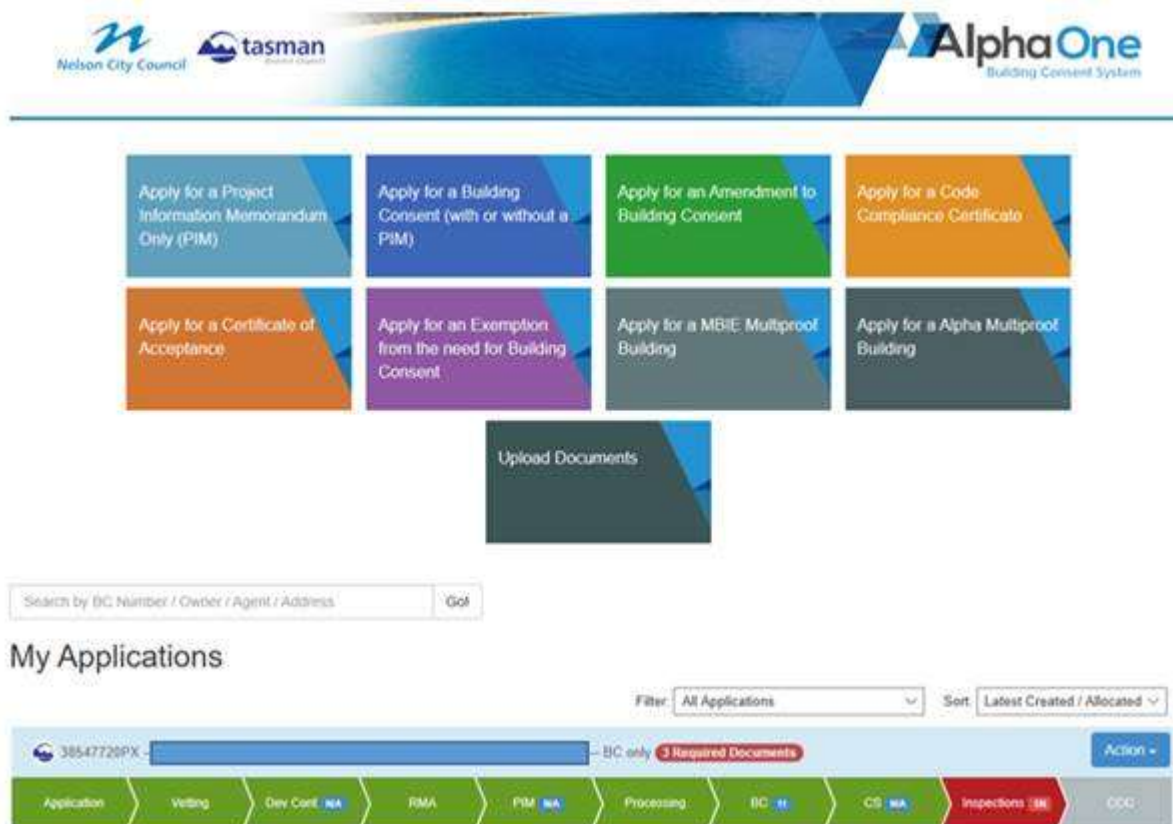 Nelson City Council
tasman
Alpha One
Building Consent System
Apply for a Project
Information Memorandum
Only (PIM)
Apply for a Building
Consent (with or without a
PIM)
Apply for an Amendment to
Building Consent
Apply for a Code
Compliance Certificate
Apply for a Certificate of
Acceptance
Apply for an Exemption
from the need for Building
Consent
Apply for a MBIE Multiproof
Building
Apply for a Alpha Multiproof
Building
Upload Documents
Search by BC Number / Owner / Agent / Address
Go!
My Applications
Filter: All Applications
Sort: Latest Created / Allocated
38547720PX - – BC only 3 Required Documents
Action
Application
Vetting
Dev Cont N/A
RMA
PIM N/A
Processing
BC
CS N/A
Inspections
CCC